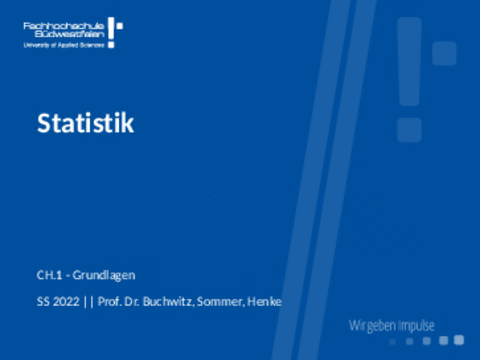 Fachhochschule
Südwestfalen
University of Applied Sciences
Statistik
CH.1 - Grundlagen
SS 2022 || Prof. Dr. Buchwitz, Sommer, Henke
Wir geben Impulse